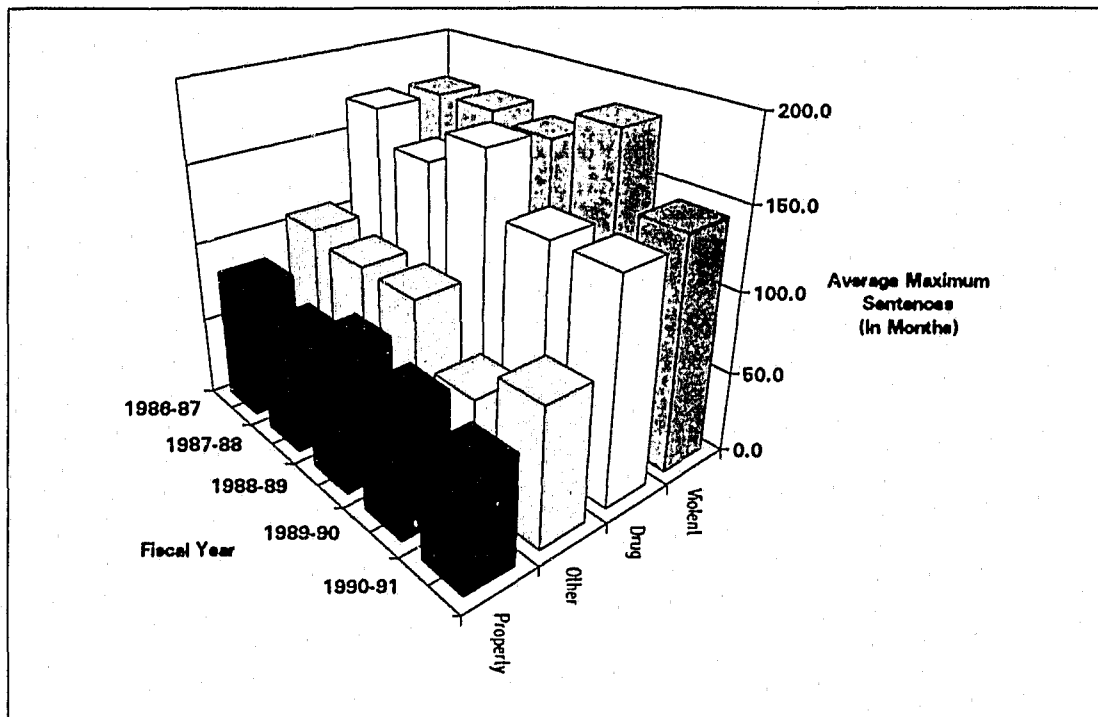 200.0
150.0
100.0
50.0
0.0
Average Maximum
Sentences
(In Months)
1986-87
1987-88
1988-89
1989-90
1990-91
Fiscal Year
Violent
Drug
Other
Property